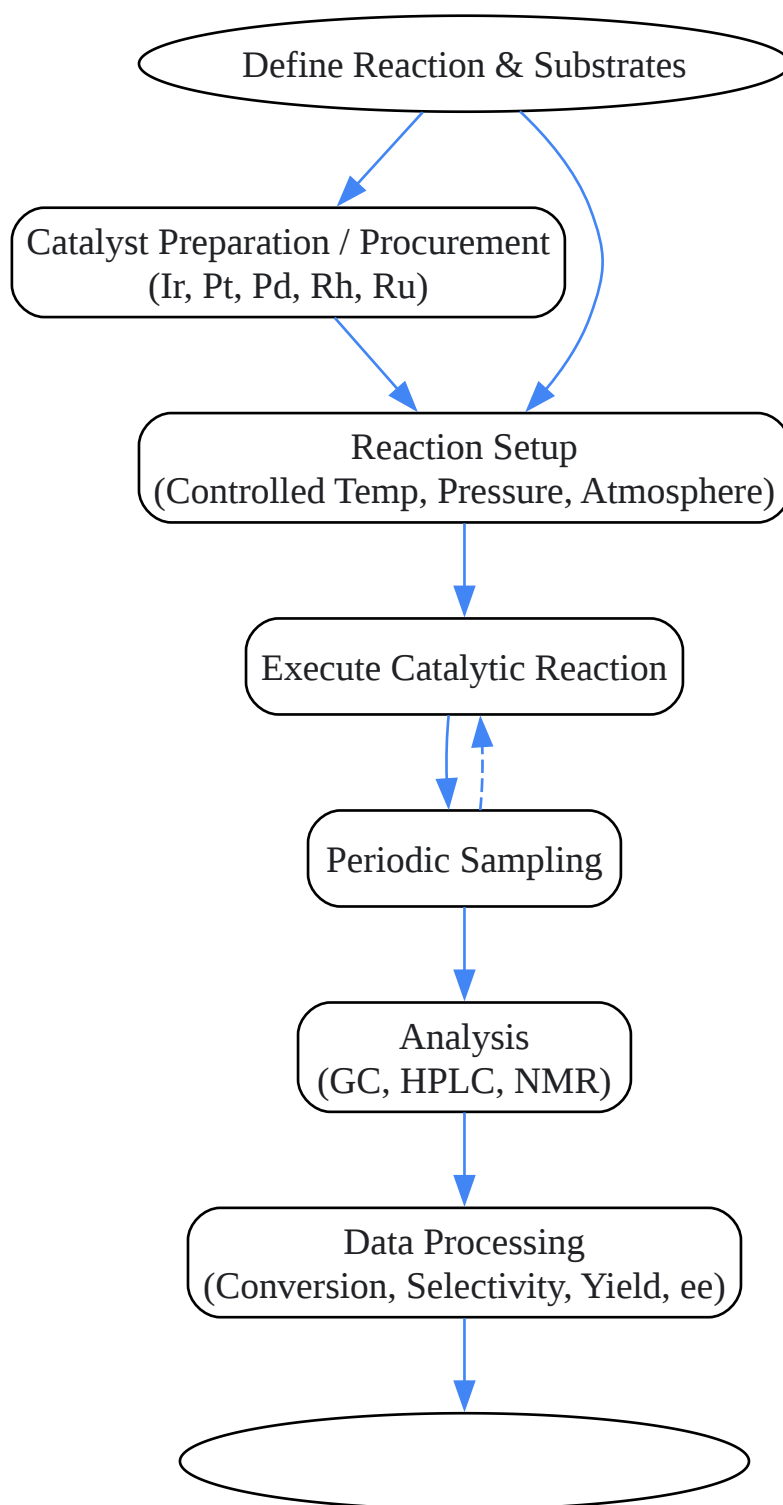 Define Reaction & Substrates
Catalyst Preparation / Procurement
(Ir, Pt, Pd, Rh, Ru)
Reaction Setup
(Controlled Temp, Pressure, Atmosphere)
Execute Catalytic Reaction
Periodic Sampling
Analysis
(GC, HPLC, NMR)
Data Processing
(Conversion, Selectivity, Yield, ee)